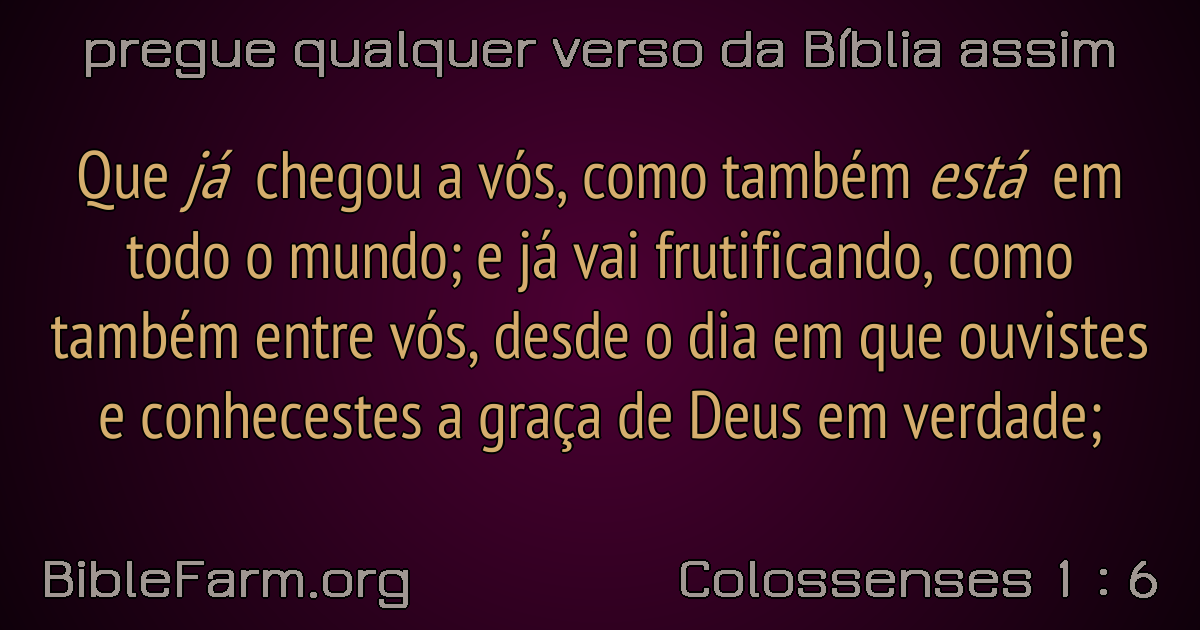 pregue qualquer verso da Bíblia assim
Que já chegou a vós, como também está em
todo o mundo; e já vai frutificando, como
também entre vós, desde o dia em que ouvistes
e conhecestes a graça de Deus em verdade;
BibleFarm.org
Colossenses 1 : 6